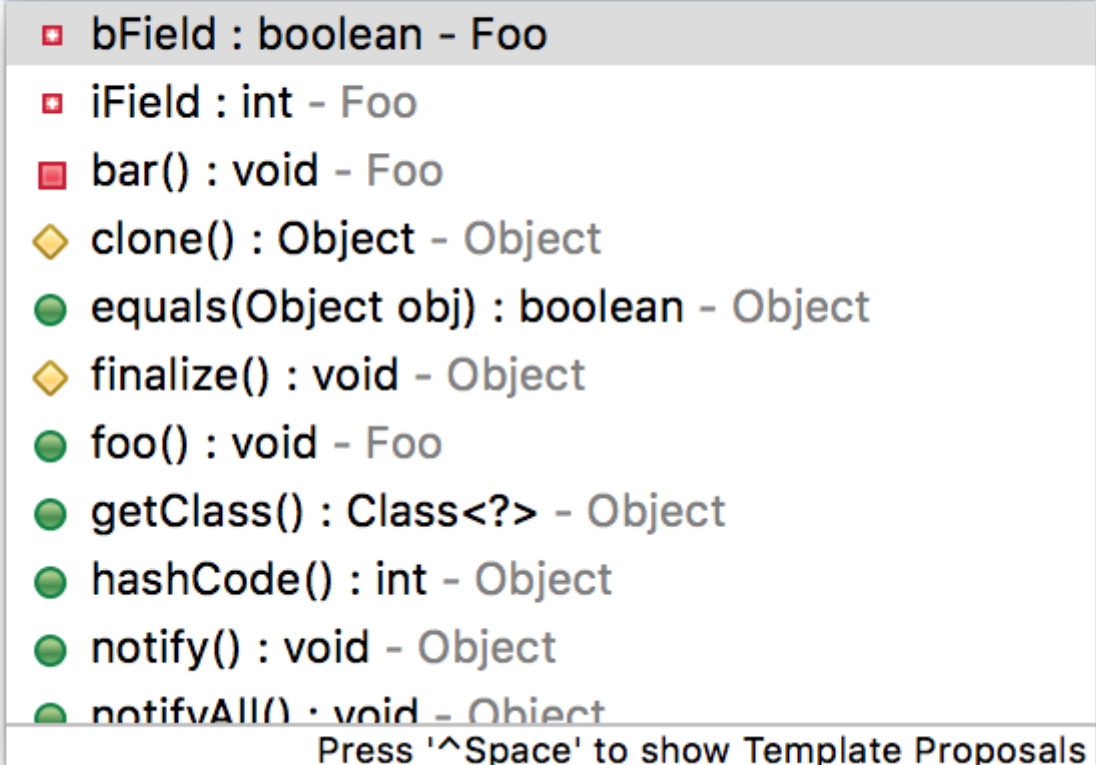 bField : boolean - Foo
iField : int - Foo
bar() : void - Foo
clone() : Object - Object
equals(Object obj) : boolean - Object
finalize() : void - Object
foo() : void - Foo
getClass() : Class<?> - Object
hashCode() : int - Object
notify() : void - Object
notifyAll() : void - Object
Press '^Space' to show Template Proposals